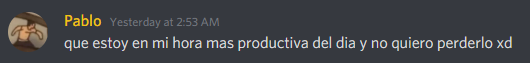 Pablo Yesterday at 2:53 AM
que estoy en mi hora mas productiva del dia y no quiero perderlo xd